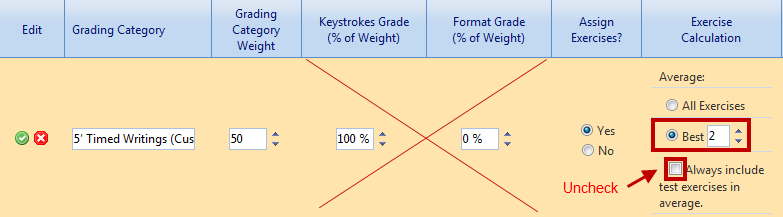 Edit
Grading Category
Grading
Category
Weight
Keystrokes Grade
(% of Weight)
Format Grade
(% of Weight)
Assign
Exercises?
Exercise
Calculation
5' Timed Writings (Cus
50
100 %
0 %
Yes
No
Average:
All Exercises
Best 2
Always include
test exercises in
average.
Uncheck